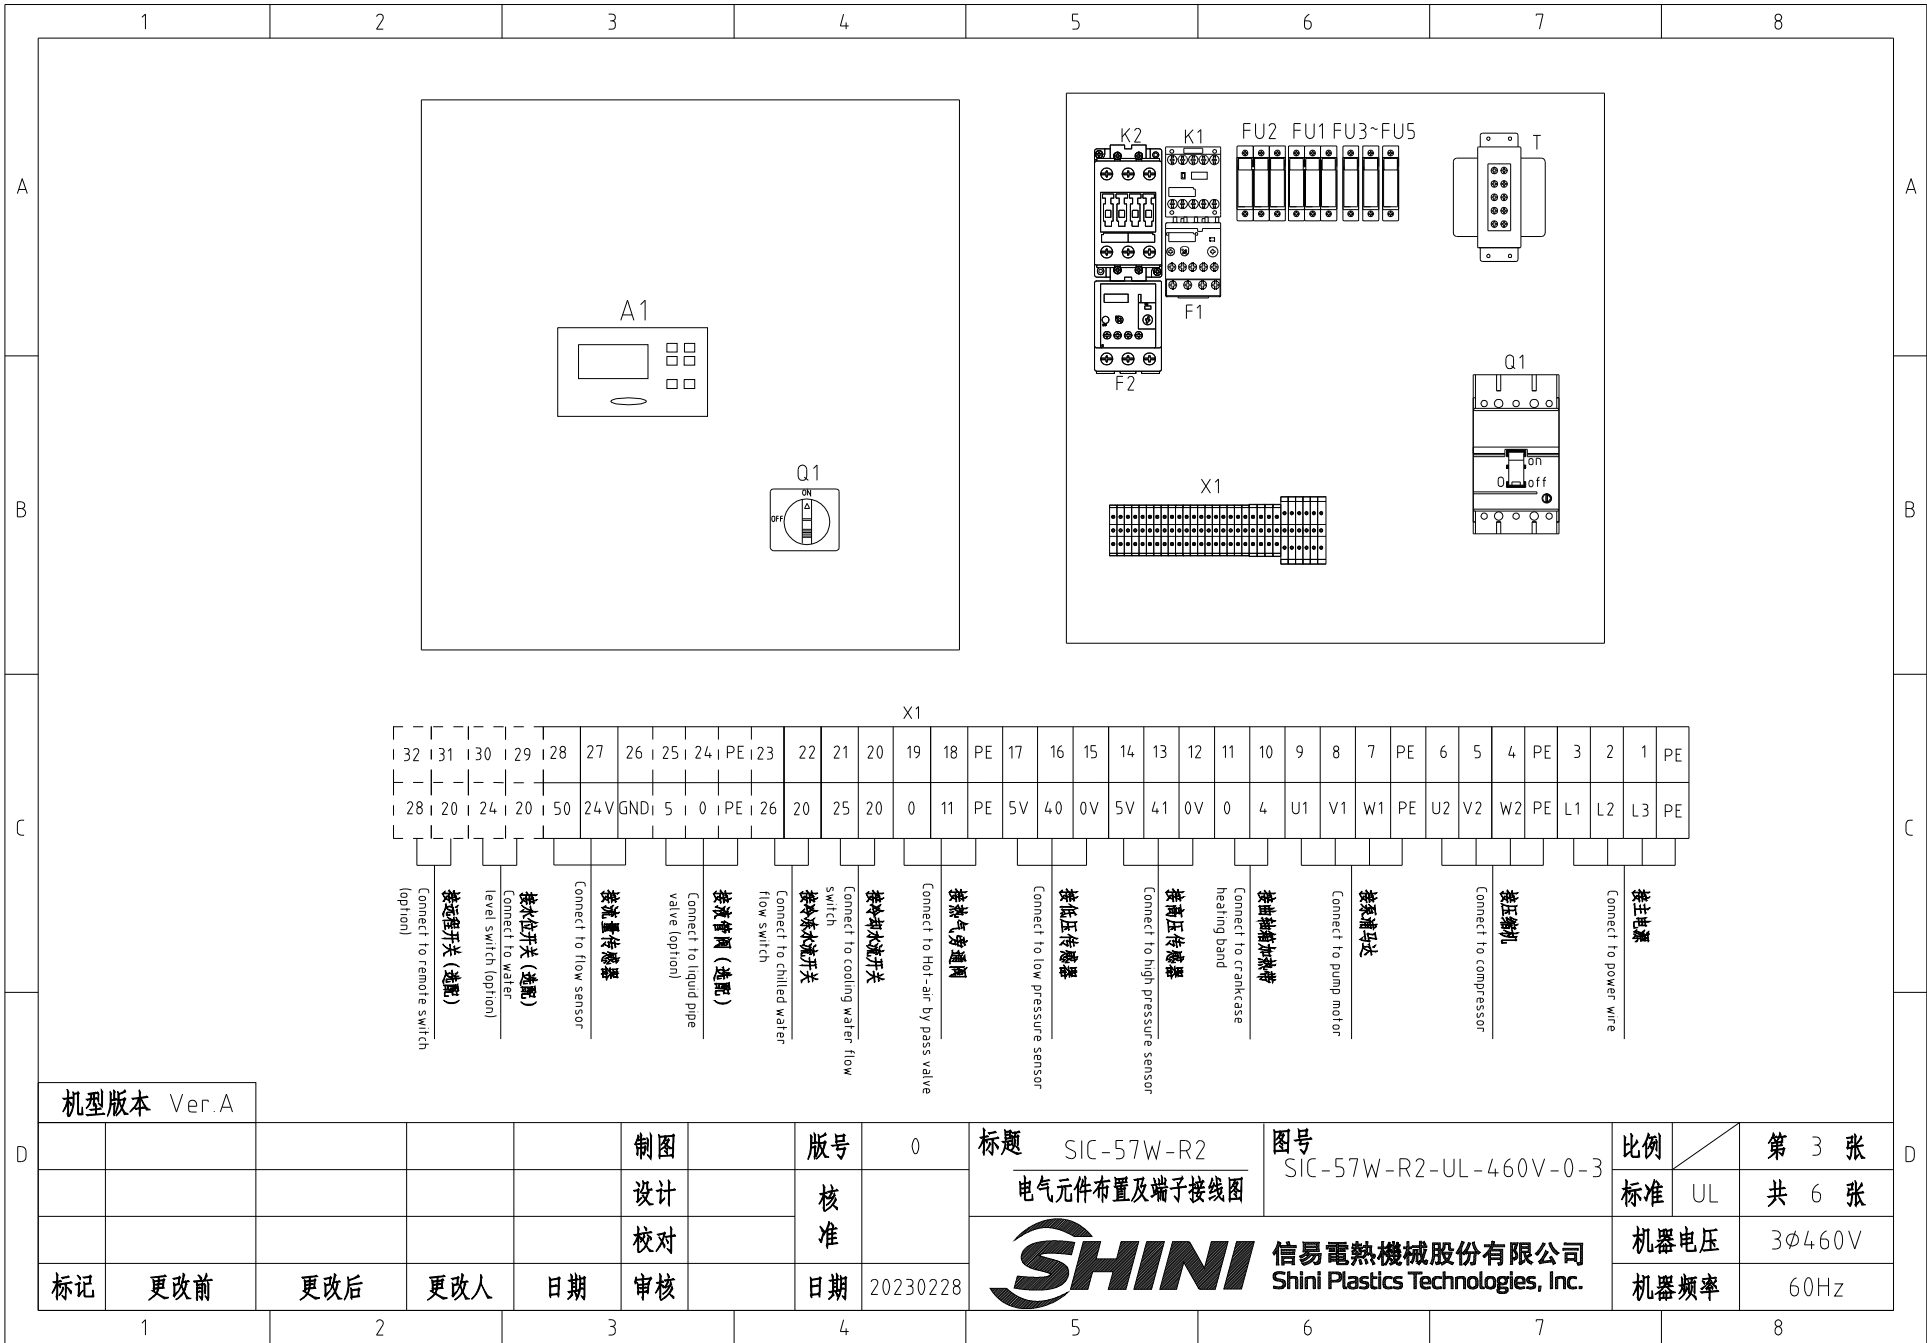 1 2 3 4 5 6 7 8
A A
K2 K1 FU2 FU1 FU3~FU5 T
A1
F1
F2
Q1
on
O off
Q1
ON
OFF
X1
B B
X1
32 31 30 29 28 27 26 25 24 PE 23 22 21 20 19 18 PE 17 16 15 14 13 12 11 10 9 8 7 PE 6 5 4 PE 3 2 1 PE
28 20 24 20 50 24V GND 5 0 PE 26 20 25 20 0 11 PE 5V 40 0V 5V 41 0V 0 4 U1 V1 W1 PE U2 V2 W2 PE L1 L2 L3 PE
C C
接远程开关（选配）
Connect to remote switch
(option)
接水位开关（选配）
Connect to water
level switch (option)
接流量传感器
Connect to flow sensor
接液管阀（选配）
Connect to liquid pipe
valve (option)
接冷冻水流开关
Connect to chilled water
flow switch
接冷却水流开关
Connect to cooling water flow
switch
接热气旁通阀
Connect to Hot-air by pass valve
接低压传感器
Connect to low pressure sensor
接高压传感器
Connect to high pressure sensor
接曲轴箱加热带
Connect to crankcase
heating band
接泵浦马达
Connect to pump motor
接压缩机
Connect to compressor
接主电源
Connect to power wire
机型版本 Ver.A
D D
制图 版号 0
设计 核准
校对
标记 更改前 更改后 更改人 日期 审核 日期 20230228
标题 SIC-57W-R2
电气元件布置及端子接线图
图号
SIC-57W-R2-UL-460V-0-3
比例 第 3 张
标准 UL 共 6 张
SHINI
信易電熱機械股份有限公司
Shini Plastics Technologies, Inc.
机器电压 3Φ460V
机器频率 60Hz
1 2 3 4 5 6 7 8